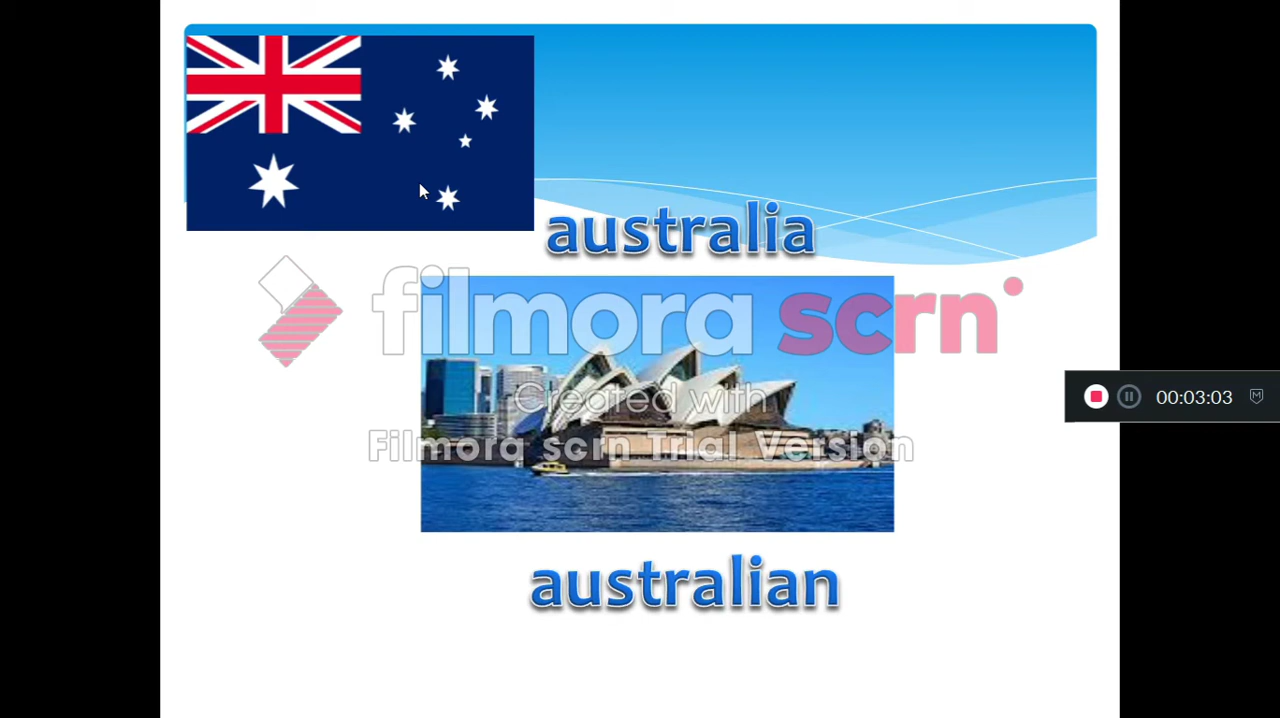 australia
filmora scrn
Created with
Filmora scrn Trial Version
00:03:03
australian